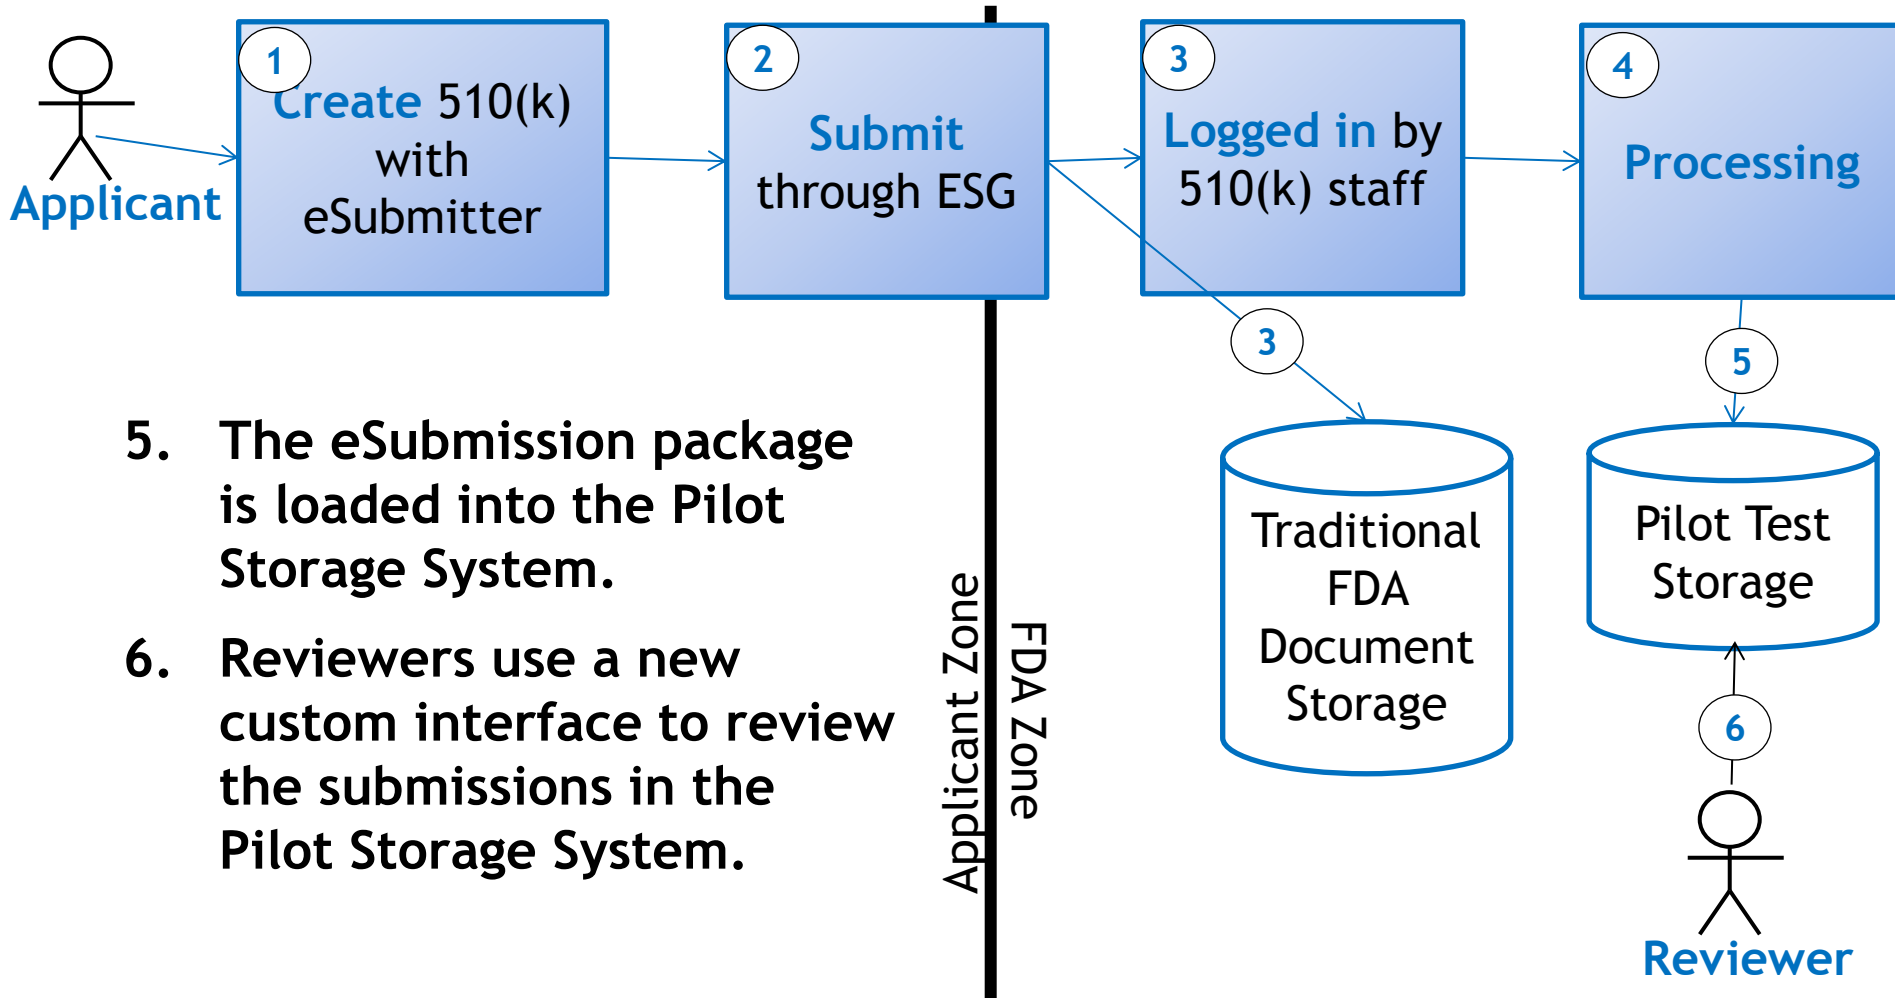 1
Create 510(k)
with
eSubmitter
Applicant
2
Submit
through ESG
3
Logged in by
510(k) staff
4
Processing
3
5
5. The eSubmission package
is loaded into the Pilot
Storage System.
6. Reviewers use a new
custom interface to review
the submissions in the
Pilot Storage System.
Applicant Zone
FDA Zone
Traditional
FDA
Document
Storage
Pilot Test
Storage
6
Reviewer